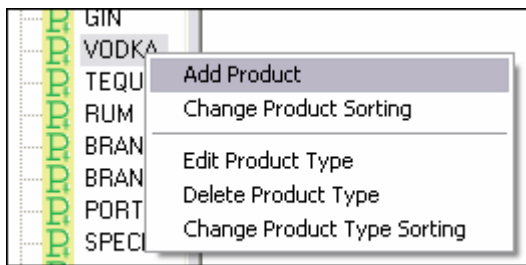 GIN
VODKA
TEQU
RUM
BRAN
BRAN
PORT
SPECI
Add Product
Change Product Sorting
Edit Product Type
Delete Product Type
Change Product Type Sorting